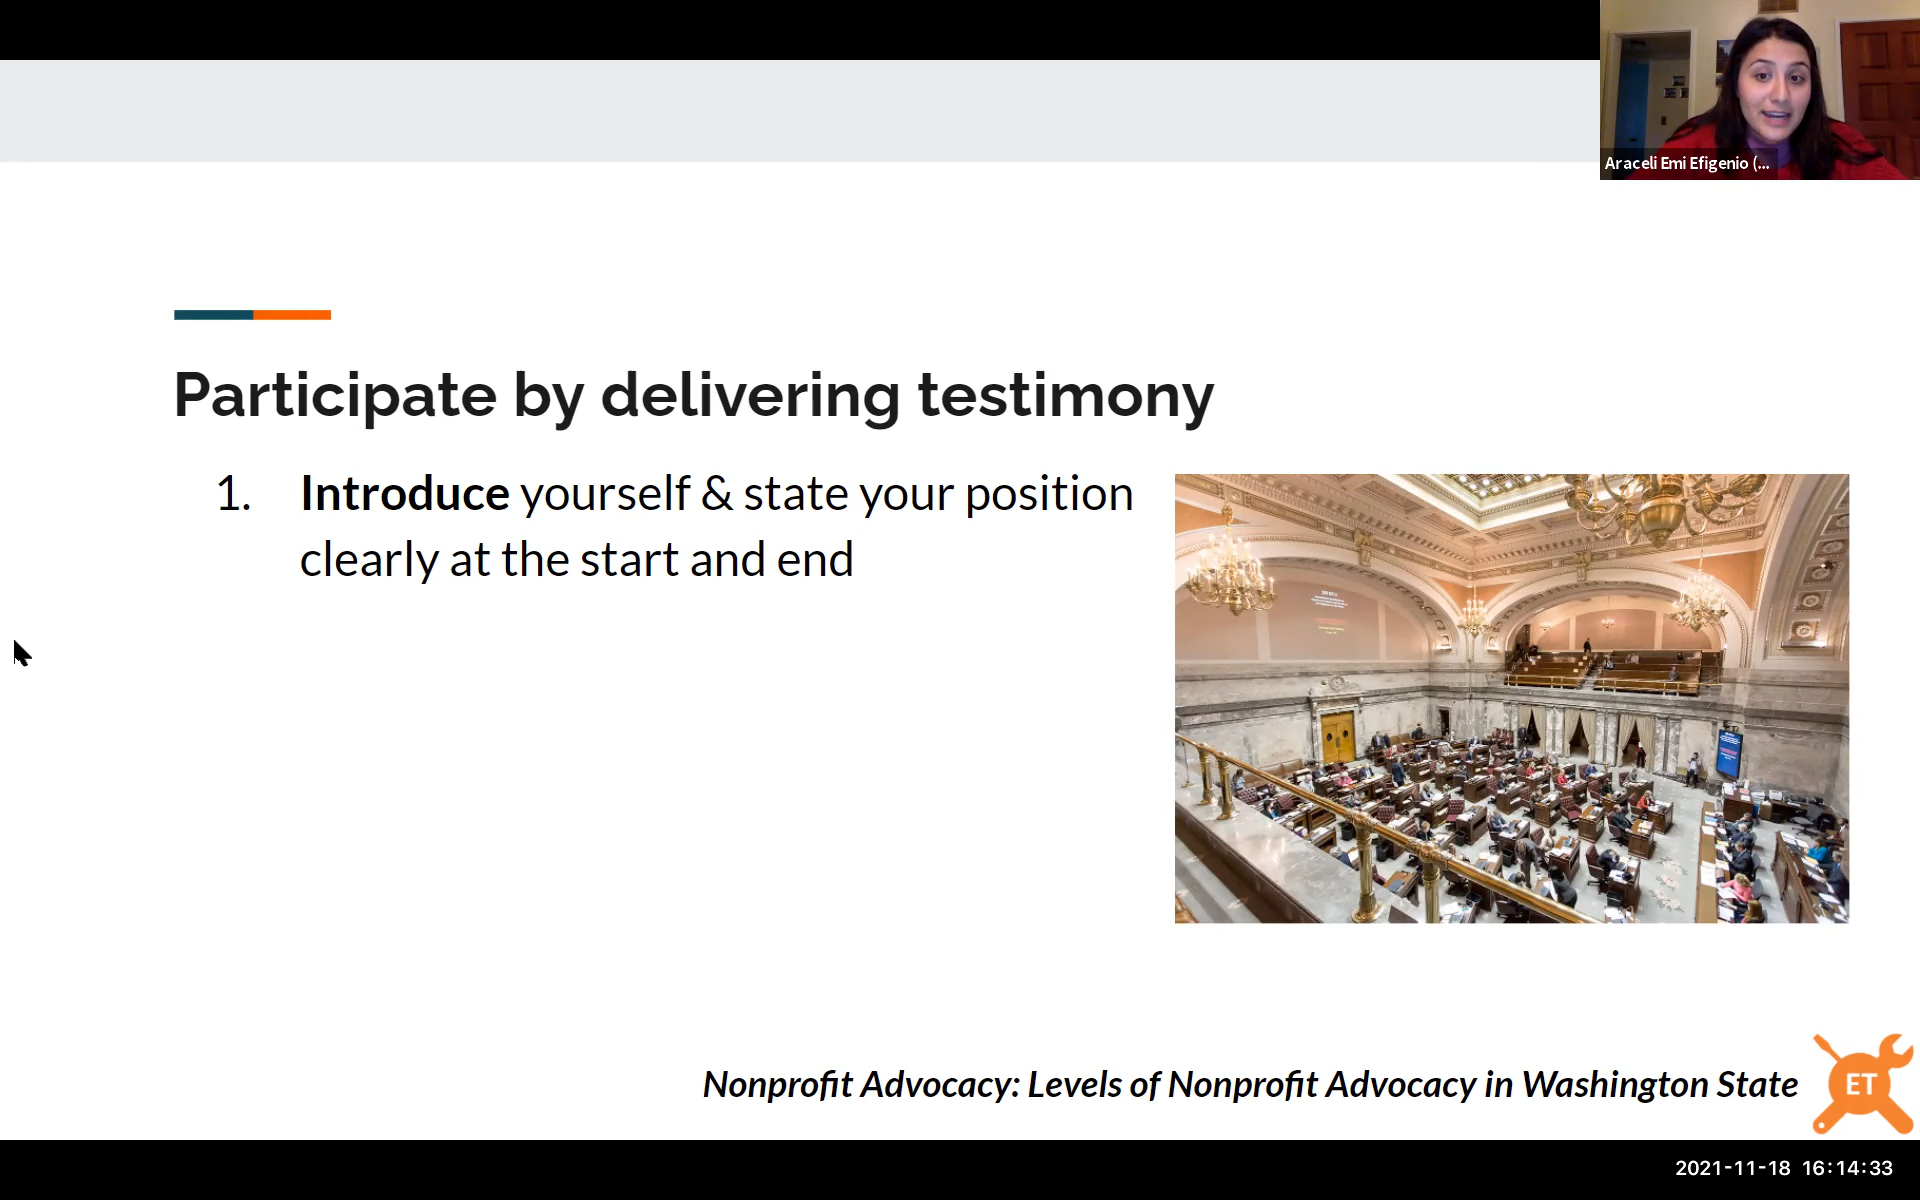 Araceli Emi Efigenio (...
Participate by delivering testimony
1. Introduce yourself & state your position
clearly at the start and end
Nonprofit Advocacy: Levels of Nonprofit Advocacy in Washington State
ET
2021-11-18 16:14:33